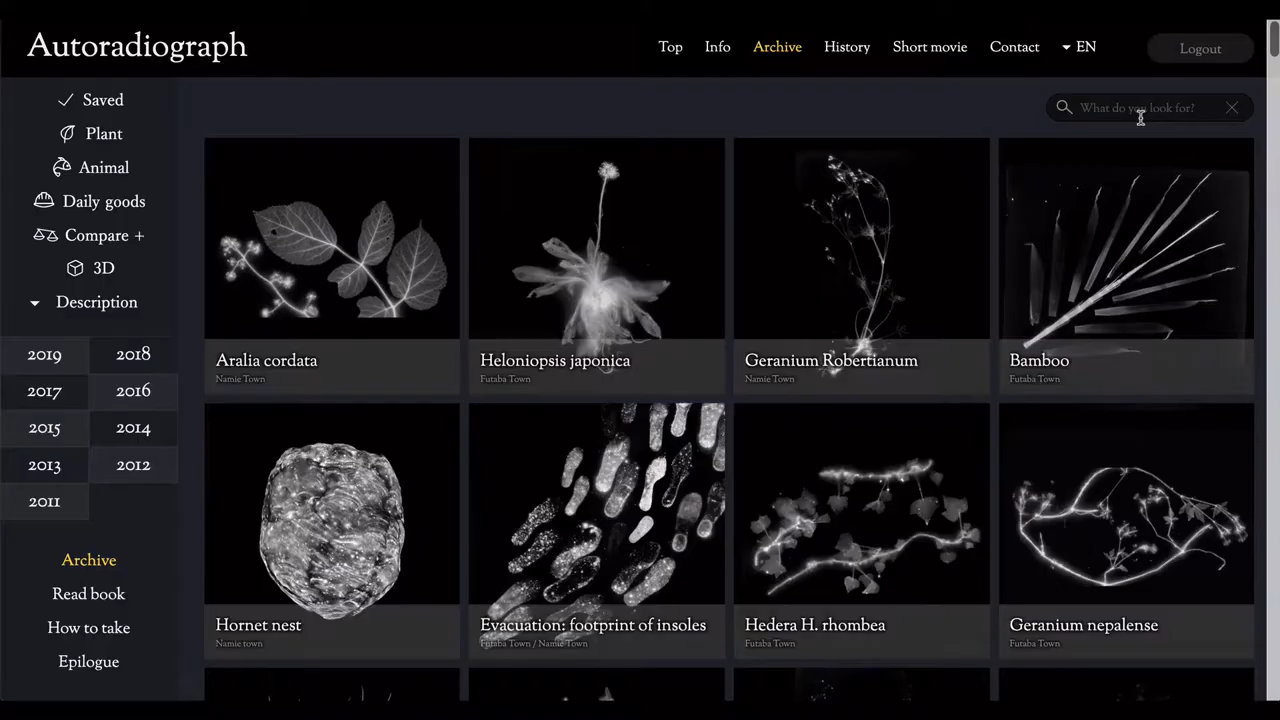 Autoradiograph
Top Info Archive History Short movie Contact EN Logout
What do you look for?
Saved
Plant
Animal
Daily goods
Compare +
3D
Description
2019 2018
2017 2016
2015 2014
2013 2012
2011
Archive
Read book
How to take
Epilogue
Aralia cordata
Namie Town
Heloniopsis japonica
Futaba Town
Geranium Robertianum
Namie Town
Bamboo
Futaba Town
Hornet nest
Namie town
Evacuation: footprint of insoles
Futaba Town / Namie Town
Hedera H. rhombea
Futaba Town
Geranium nepalense
Futaba Town